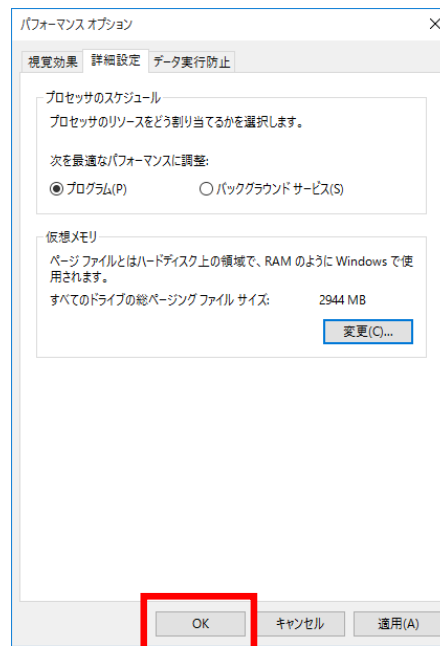 パフォーマンス オプション
視覚効果 詳細設定 データ実行防止
プロセッサのスケジュール
プロセッサのリソースをどう割り当てるかを選択します。
次を最適なパフォーマンスに調整:
プログラム(P) バックグラウンド サービス(S)
仮想メモリ
ページ ファイルとはハードディスク上の領域で、RAM のように Windows で使
用されます。
すべてのドライブの総ページング ファイル サイズ: 2944 MB
変更(C)...
OK キャンセル 適用(A)